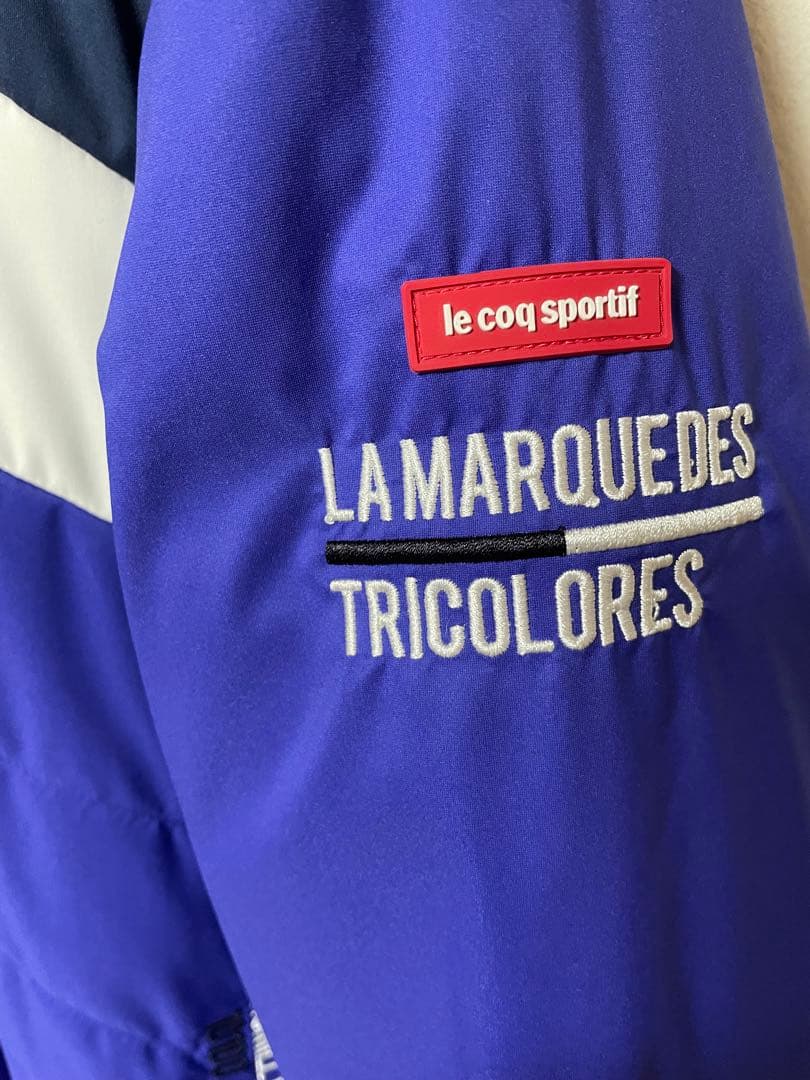 le coq sportif
LA MARQUE DES
TRICOLORES